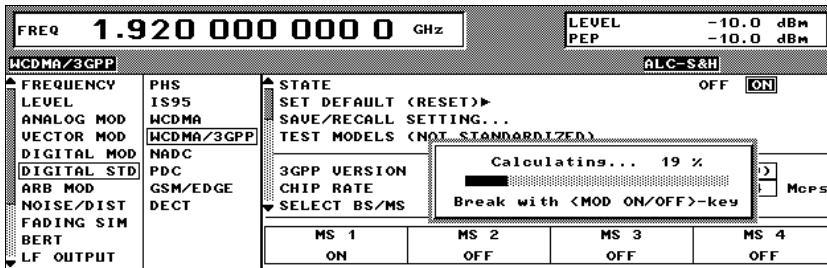 FREQ 1.920 000 000 0 GHz
LEVEL -10.0 dBm
PEP -10.0 dBm
WCDMA/3GPP ALC-S&H
FREQUENCY
LEVEL
ANALOG MOD
VECTOR MOD
DIGITAL MOD
DIGITAL STD
ARB MOD
NOISE/DIST
FADING SIM
BERT
LF OUTPUT
PHS
IS95
WCDMA
WCDMA/3GPP
NADC
PDC
GSM/EDGE
DECT
STATE OFF ON
SET DEFAULT (RESET)▶
SAVE/RECALL SETTING...
TEST MODELS (NOT STANDARDIZED)
3GPP VERSION
CHIP RATE Mcps
SELECT BS/MS
Calculating... 19 %
Break with <MOD ON/OFF>-key
MS 1 MS 2 MS 3 MS 4
ON OFF OFF OFF